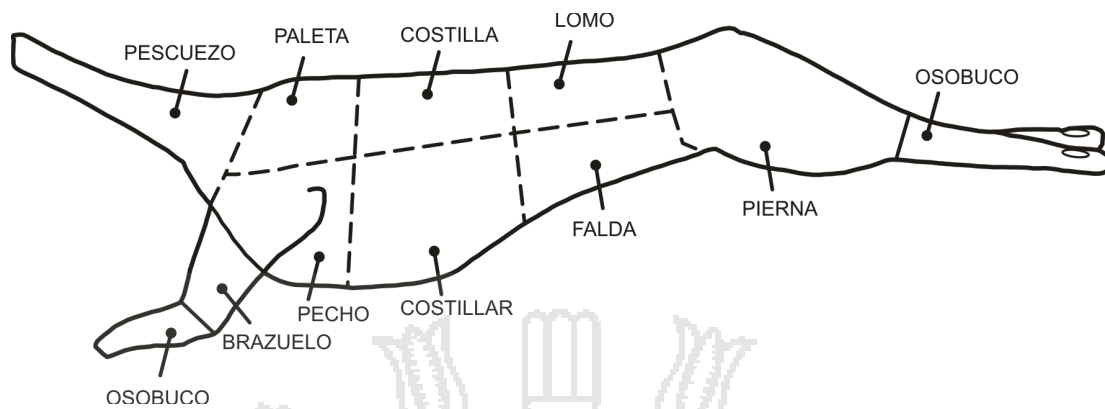 LOMO
PESCUEZO
PALETA
COSTILLA
OSOBUCO
PIERNA
FALDA
PECHO
COSTILLAR
BRAZUELO
OSOBUCO